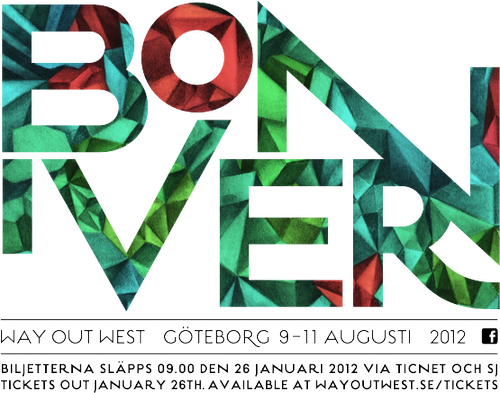 BON
IVER
WAY OUT WEST GÖTEBORG 9–11 AUGUSTI 2012 f
BILJETTERNA SLÄPPS 09.00 DEN 26 JANUARI 2012 VIA TICNET OCH SJ
TICKETS OUT JANUARY 26TH. AVAILABLE AT WAYOUTWEST.SE/TICKETS